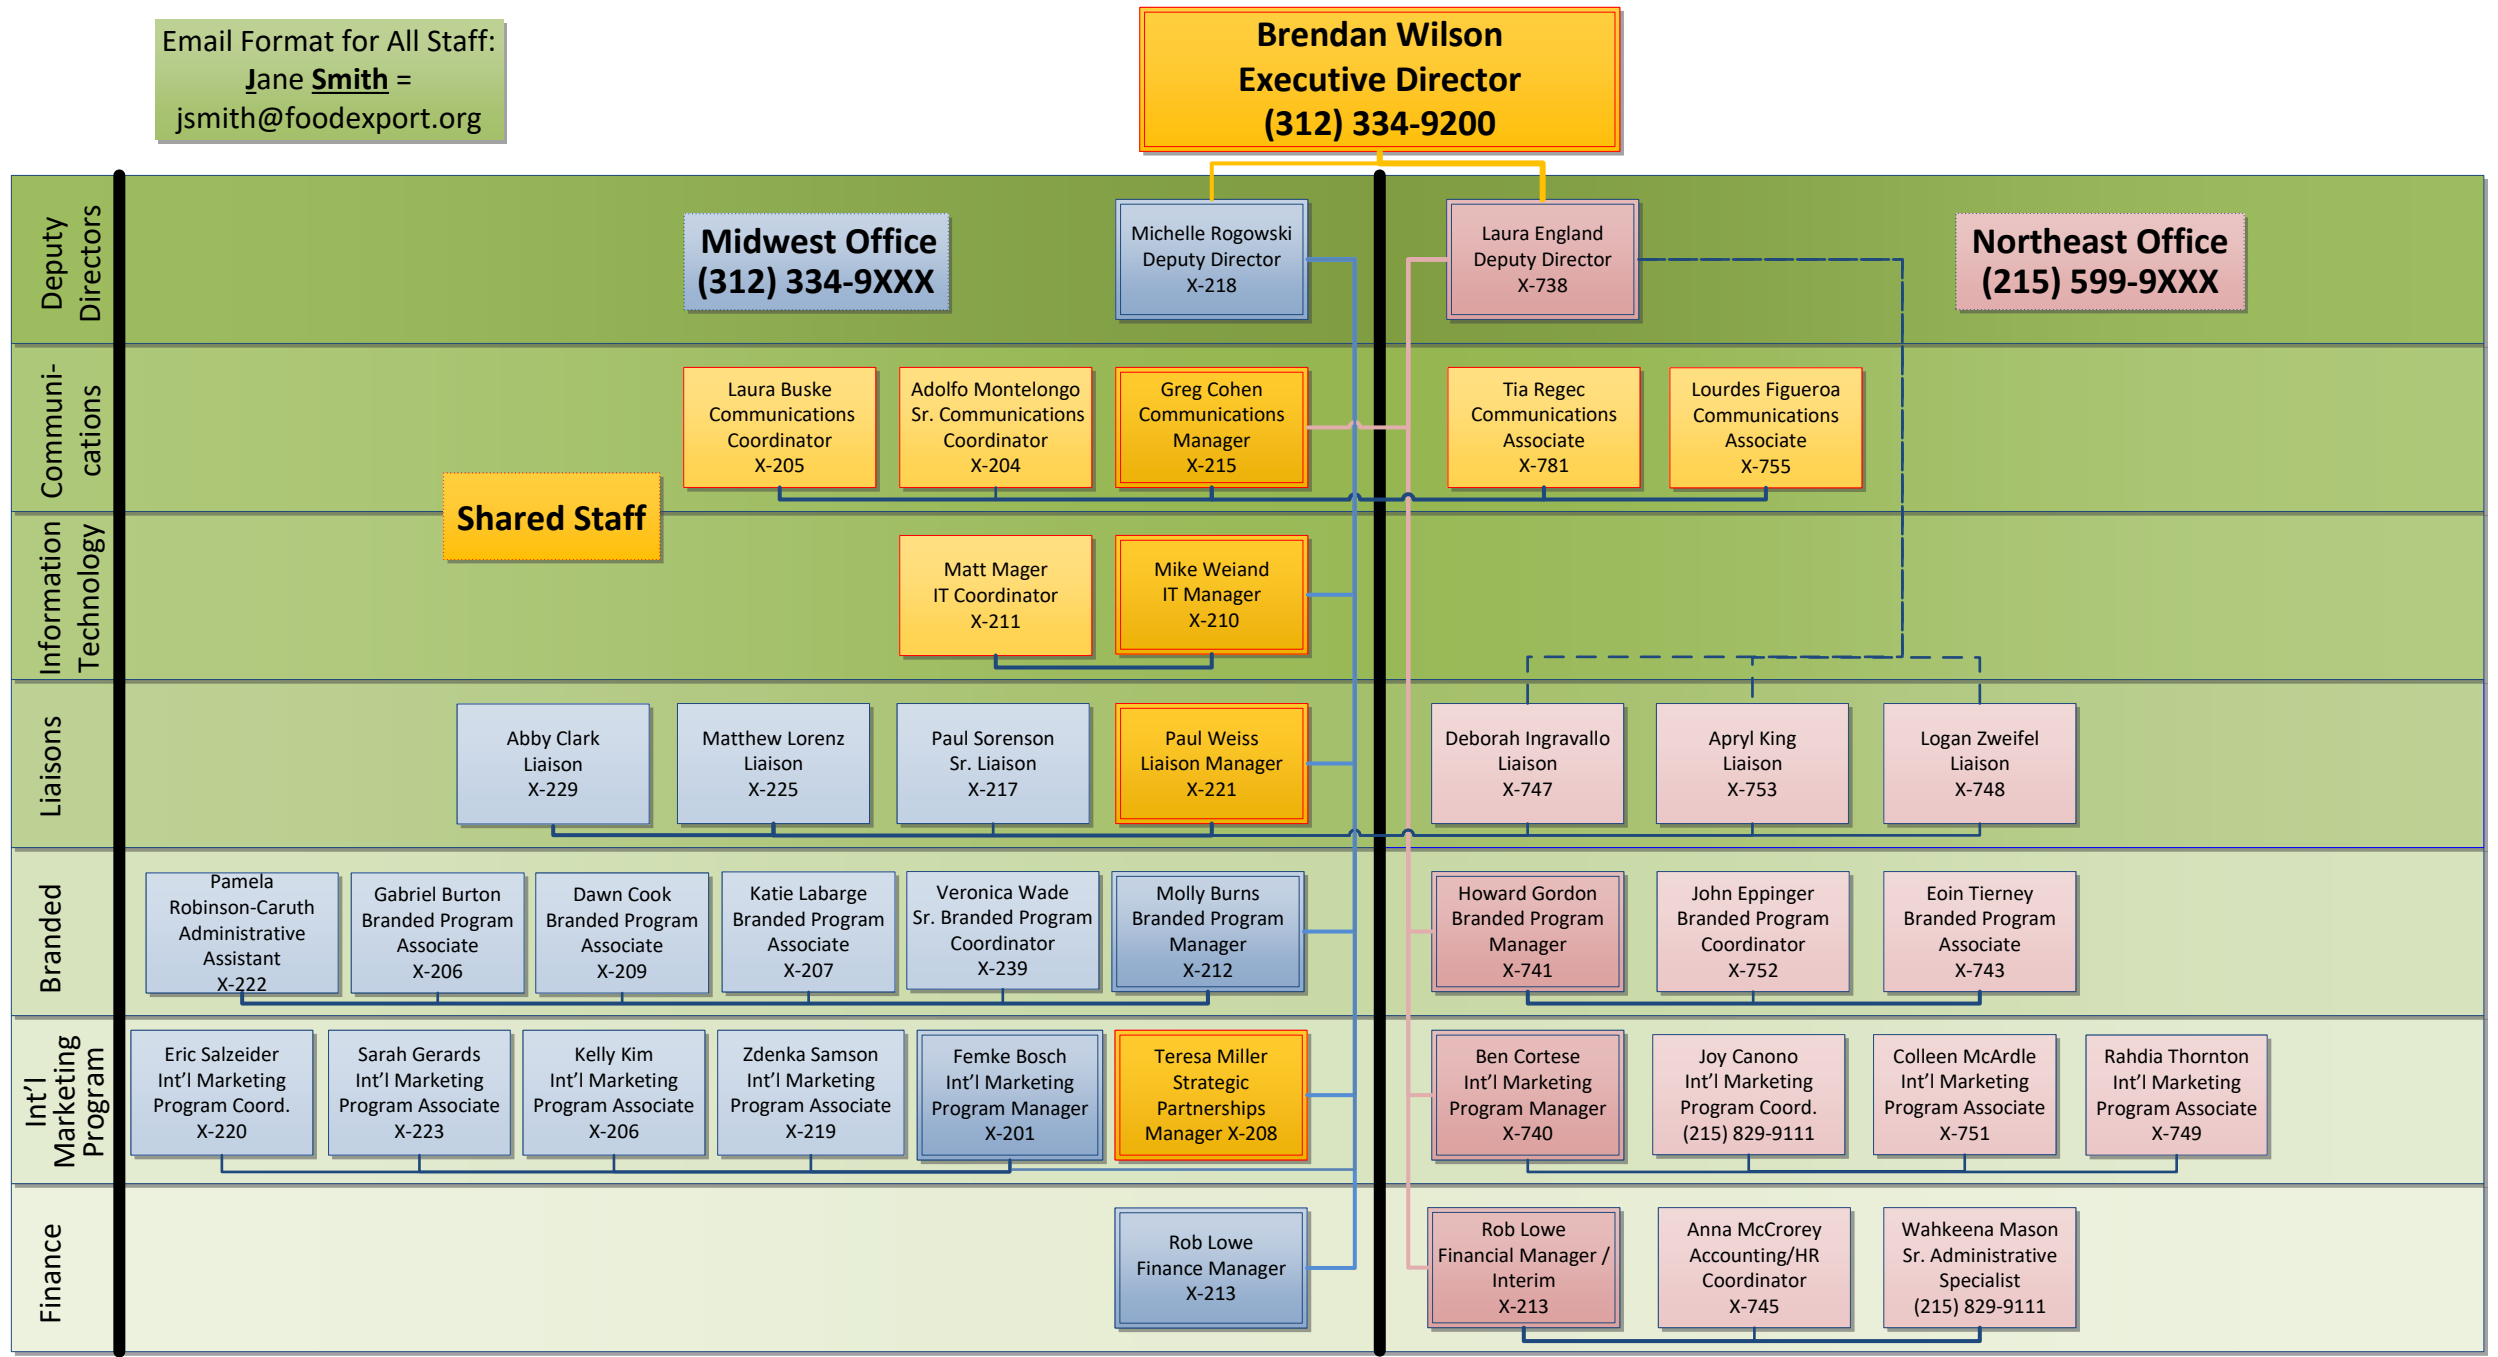 Email Format for All Staff:
Jane Smith =
jsmith@foodexport.org
Brendan Wilson
Executive Director
(312) 334-9200
Deputy
Directors
Midwest Office
(312) 334-9XXX
Michelle Rogowski
Deputy Director
X-218
Laura England
Deputy Director
X-738
Northeast Office
(215) 599-9XXX
Communi-
cations
Laura Buske
Communications
Coordinator
X-205
Adolfo Montelongo
Sr. Communications
Coordinator
X-204
Greg Cohen
Communications
Manager
X-215
Tia Regec
Communications
Associate
X-781
Lourdes Figueroa
Communications
Associate
X-755
Shared Staff
Information
Technology
Matt Mager
IT Coordinator
X-211
Mike Weiand
IT Manager
X-210
Liaisons
Abby Clark
Liaison
X-229
Matthew Lorenz
Liaison
X-225
Paul Sorenson
Sr. Liaison
X-217
Paul Weiss
Liaison Manager
X-221
Deborah Ingravallo
Liaison
X-747
Apryl King
Liaison
X-753
Logan Zweifel
Liaison
X-748
Branded
Pamela
Robinson-Caruth
Administrative
Assistant
X-222
Gabriel Burton
Branded Program
Associate
X-206
Dawn Cook
Branded Program
Associate
X-209
Katie Labarge
Branded Program
Associate
X-207
Veronica Wade
Sr. Branded Program
Coordinator
X-239
Molly Burns
Branded Program
Manager
X-212
Howard Gordon
Branded Program
Manager
X-741
John Eppinger
Branded Program
Coordinator
X-752
Eoin Tierney
Branded Program
Associate
X-743
Int'l
Marketing
Program
Eric Salzeider
Int'l Marketing
Program Coord.
X-220
Sarah Gerards
Int'l Marketing
Program Associate
X-223
Kelly Kim
Int'l Marketing
Program Associate
X-206
Zdenka Samson
Int'l Marketing
Program Associate
X-219
Femke Bosch
Int'l Marketing
Program Manager
X-201
Teresa Miller
Strategic
Partnerships
Manager X-208
Ben Cortese
Int'l Marketing
Program Manager
X-740
Joy Canono
Int'l Marketing
Program Coord.
(215) 829-9111
Colleen McArdle
Int'l Marketing
Program Associate
X-751
Rahdia Thornton
Int'l Marketing
Program Associate
X-749
Finance
Rob Lowe
Finance Manager
X-213
Rob Lowe
Financial Manager /
Interim
X-213
Anna McCrorey
Accounting/HR
Coordinator
X-745
Wahkeena Mason
Sr. Administrative
Specialist
(215) 829-9111